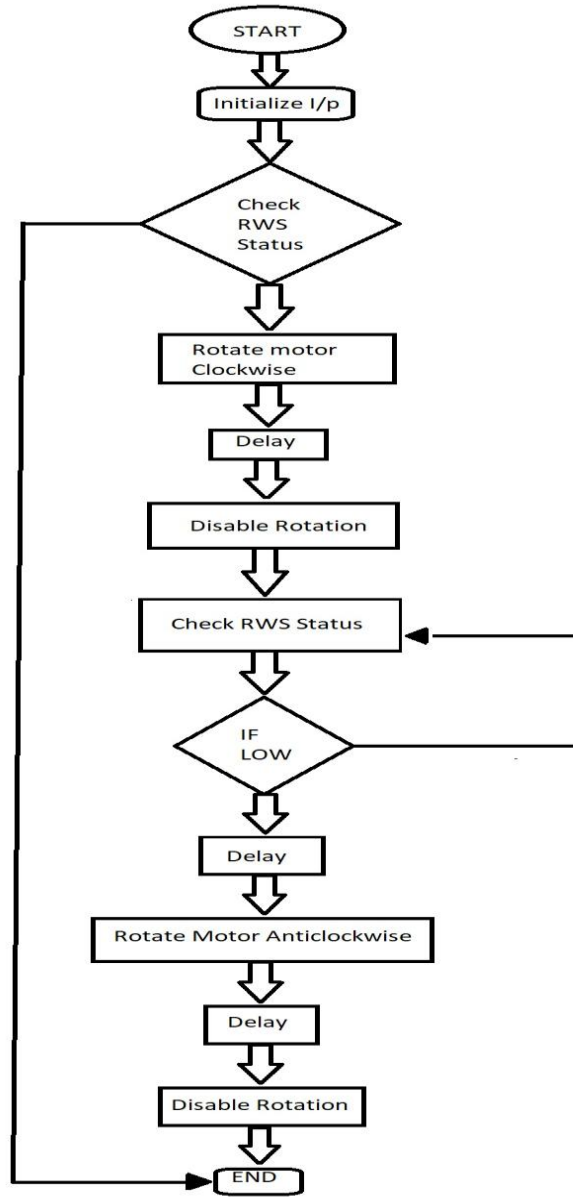 START
Initialize I/p
Check
RWS
Status
Rotate motor
Clockwise
Delay
Disable Rotation
Check RWS Status
IF
LOW
Delay
Rotate Motor Anticlockwise
Delay
Disable Rotation
END